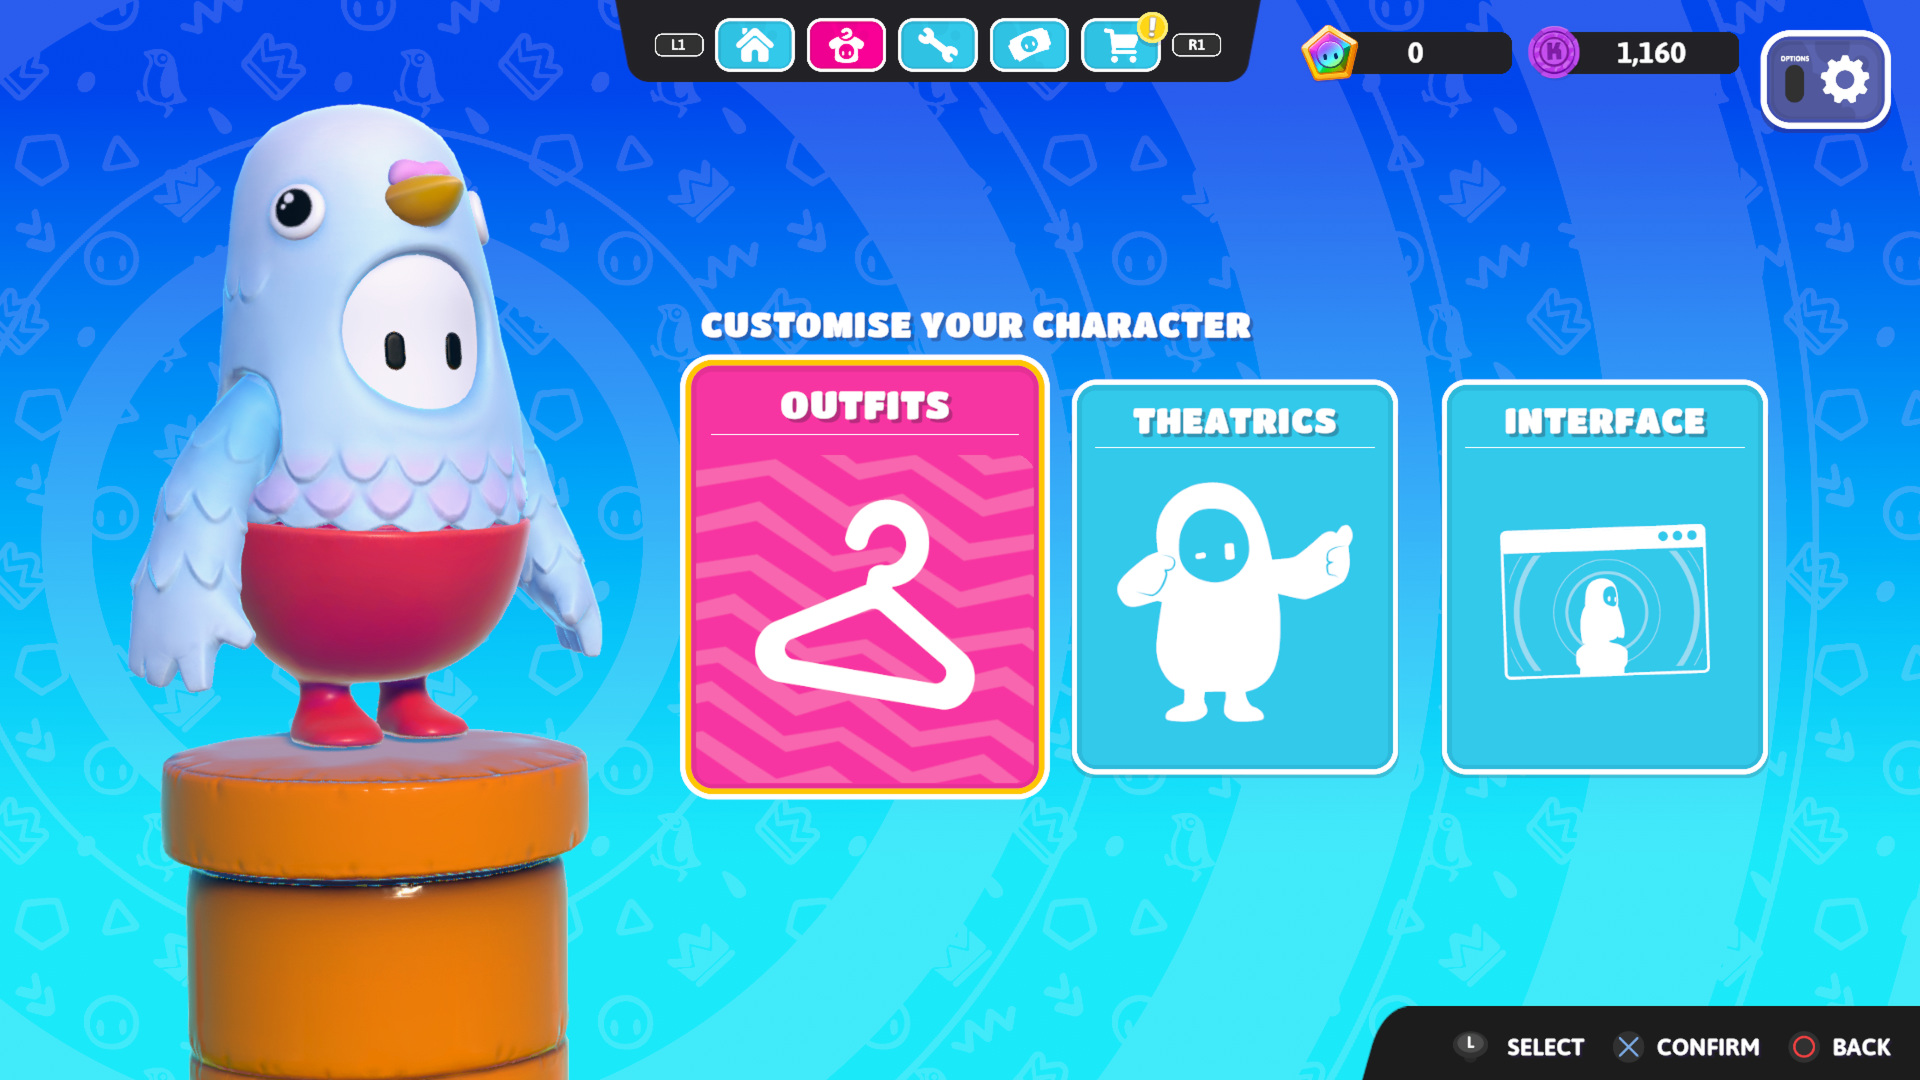 L1
!
R1
0
K
1,160
OPTIONS
CUSTOMISE YOUR CHARACTER
OUTFITS
THEATRICS
INTERFACE
L SELECT
CONFIRM
BACK